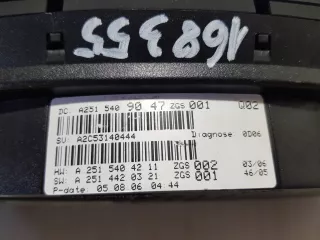 168355
DC: A251 540 90 47 ZGS 001 Q02
SV: A2C53140444 Diagnose 0D06
HW: A 251 540 42 11 ZGS 002 03/06
SW: A 251 442 03 21 ZGS 001 46/05
P-date: 05 08 06 04 44